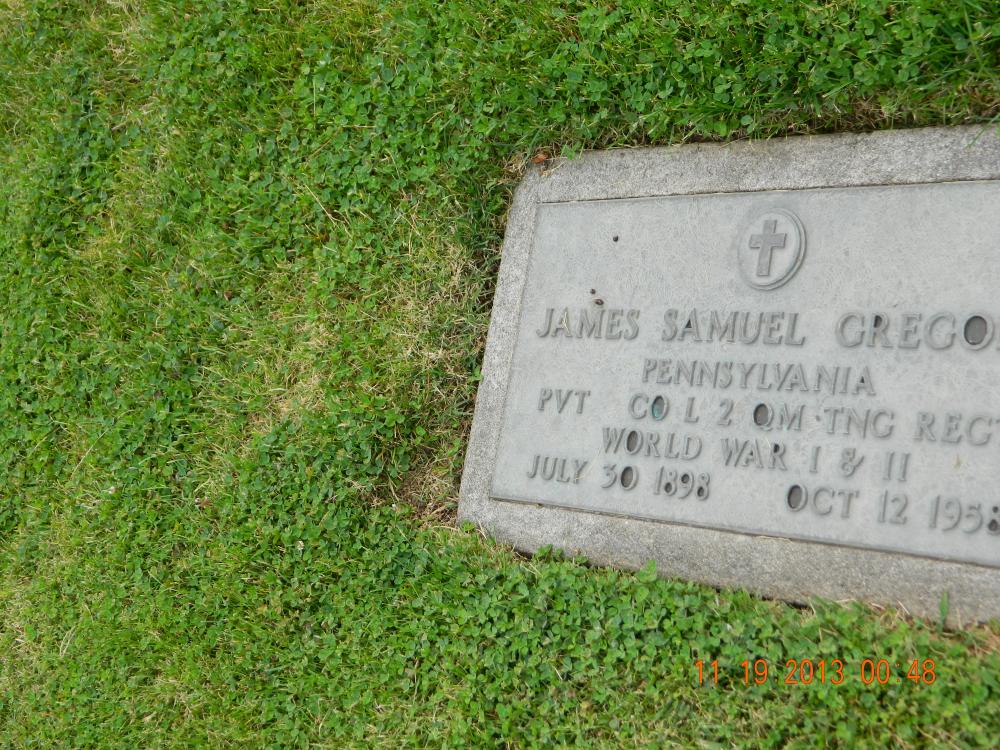 JAMES SAMUEL GREGO
PENNSYLVANIA
PVT CO L 2 QM TNG REGT
WORLD WAR I & II
JULY 30 1898 OCT 12 1958
11 19 2013 00 48